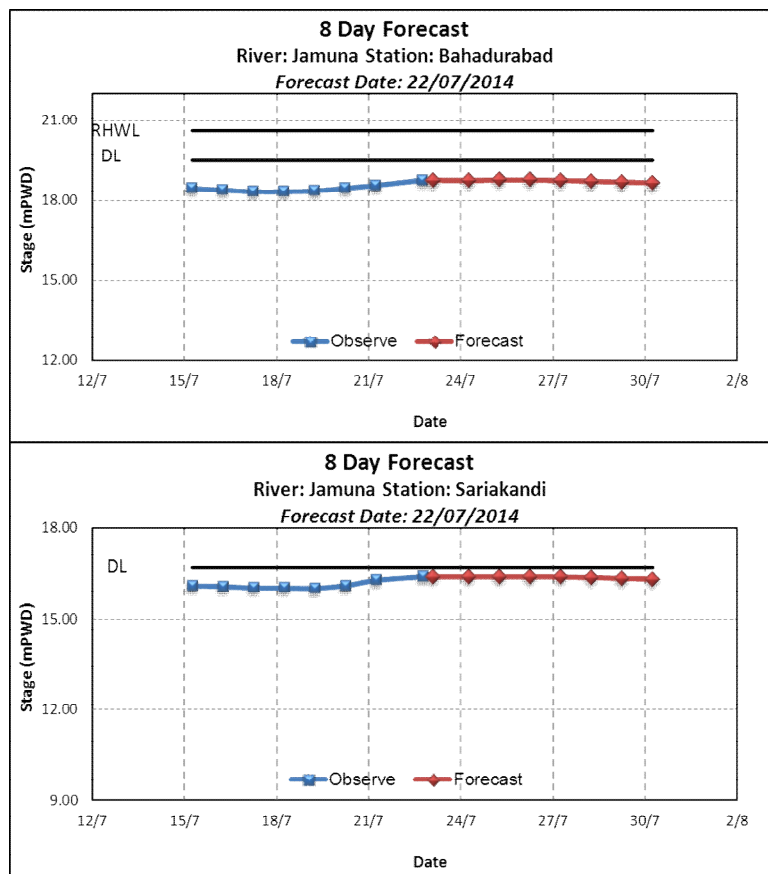 8 Day Forecast
River: Jamuna Station: Bahadurabad
Forecast Date: 22/07/2014
21.00
RHWL
DL
18.00
Stage (mPWD)
15.00
Observe Forecast
12.00
12/7 15/7 18/7 21/7 24/7 27/7 30/7 2/8
Date
8 Day Forecast
River: Jamuna Station: Sariakandi
Forecast Date: 22/07/2014
18.00
DL
15.00
Stage (mPWD)
12.00
Observe Forecast
9.00
12/7 15/7 18/7 21/7 24/7 27/7 30/7 2/8
Date